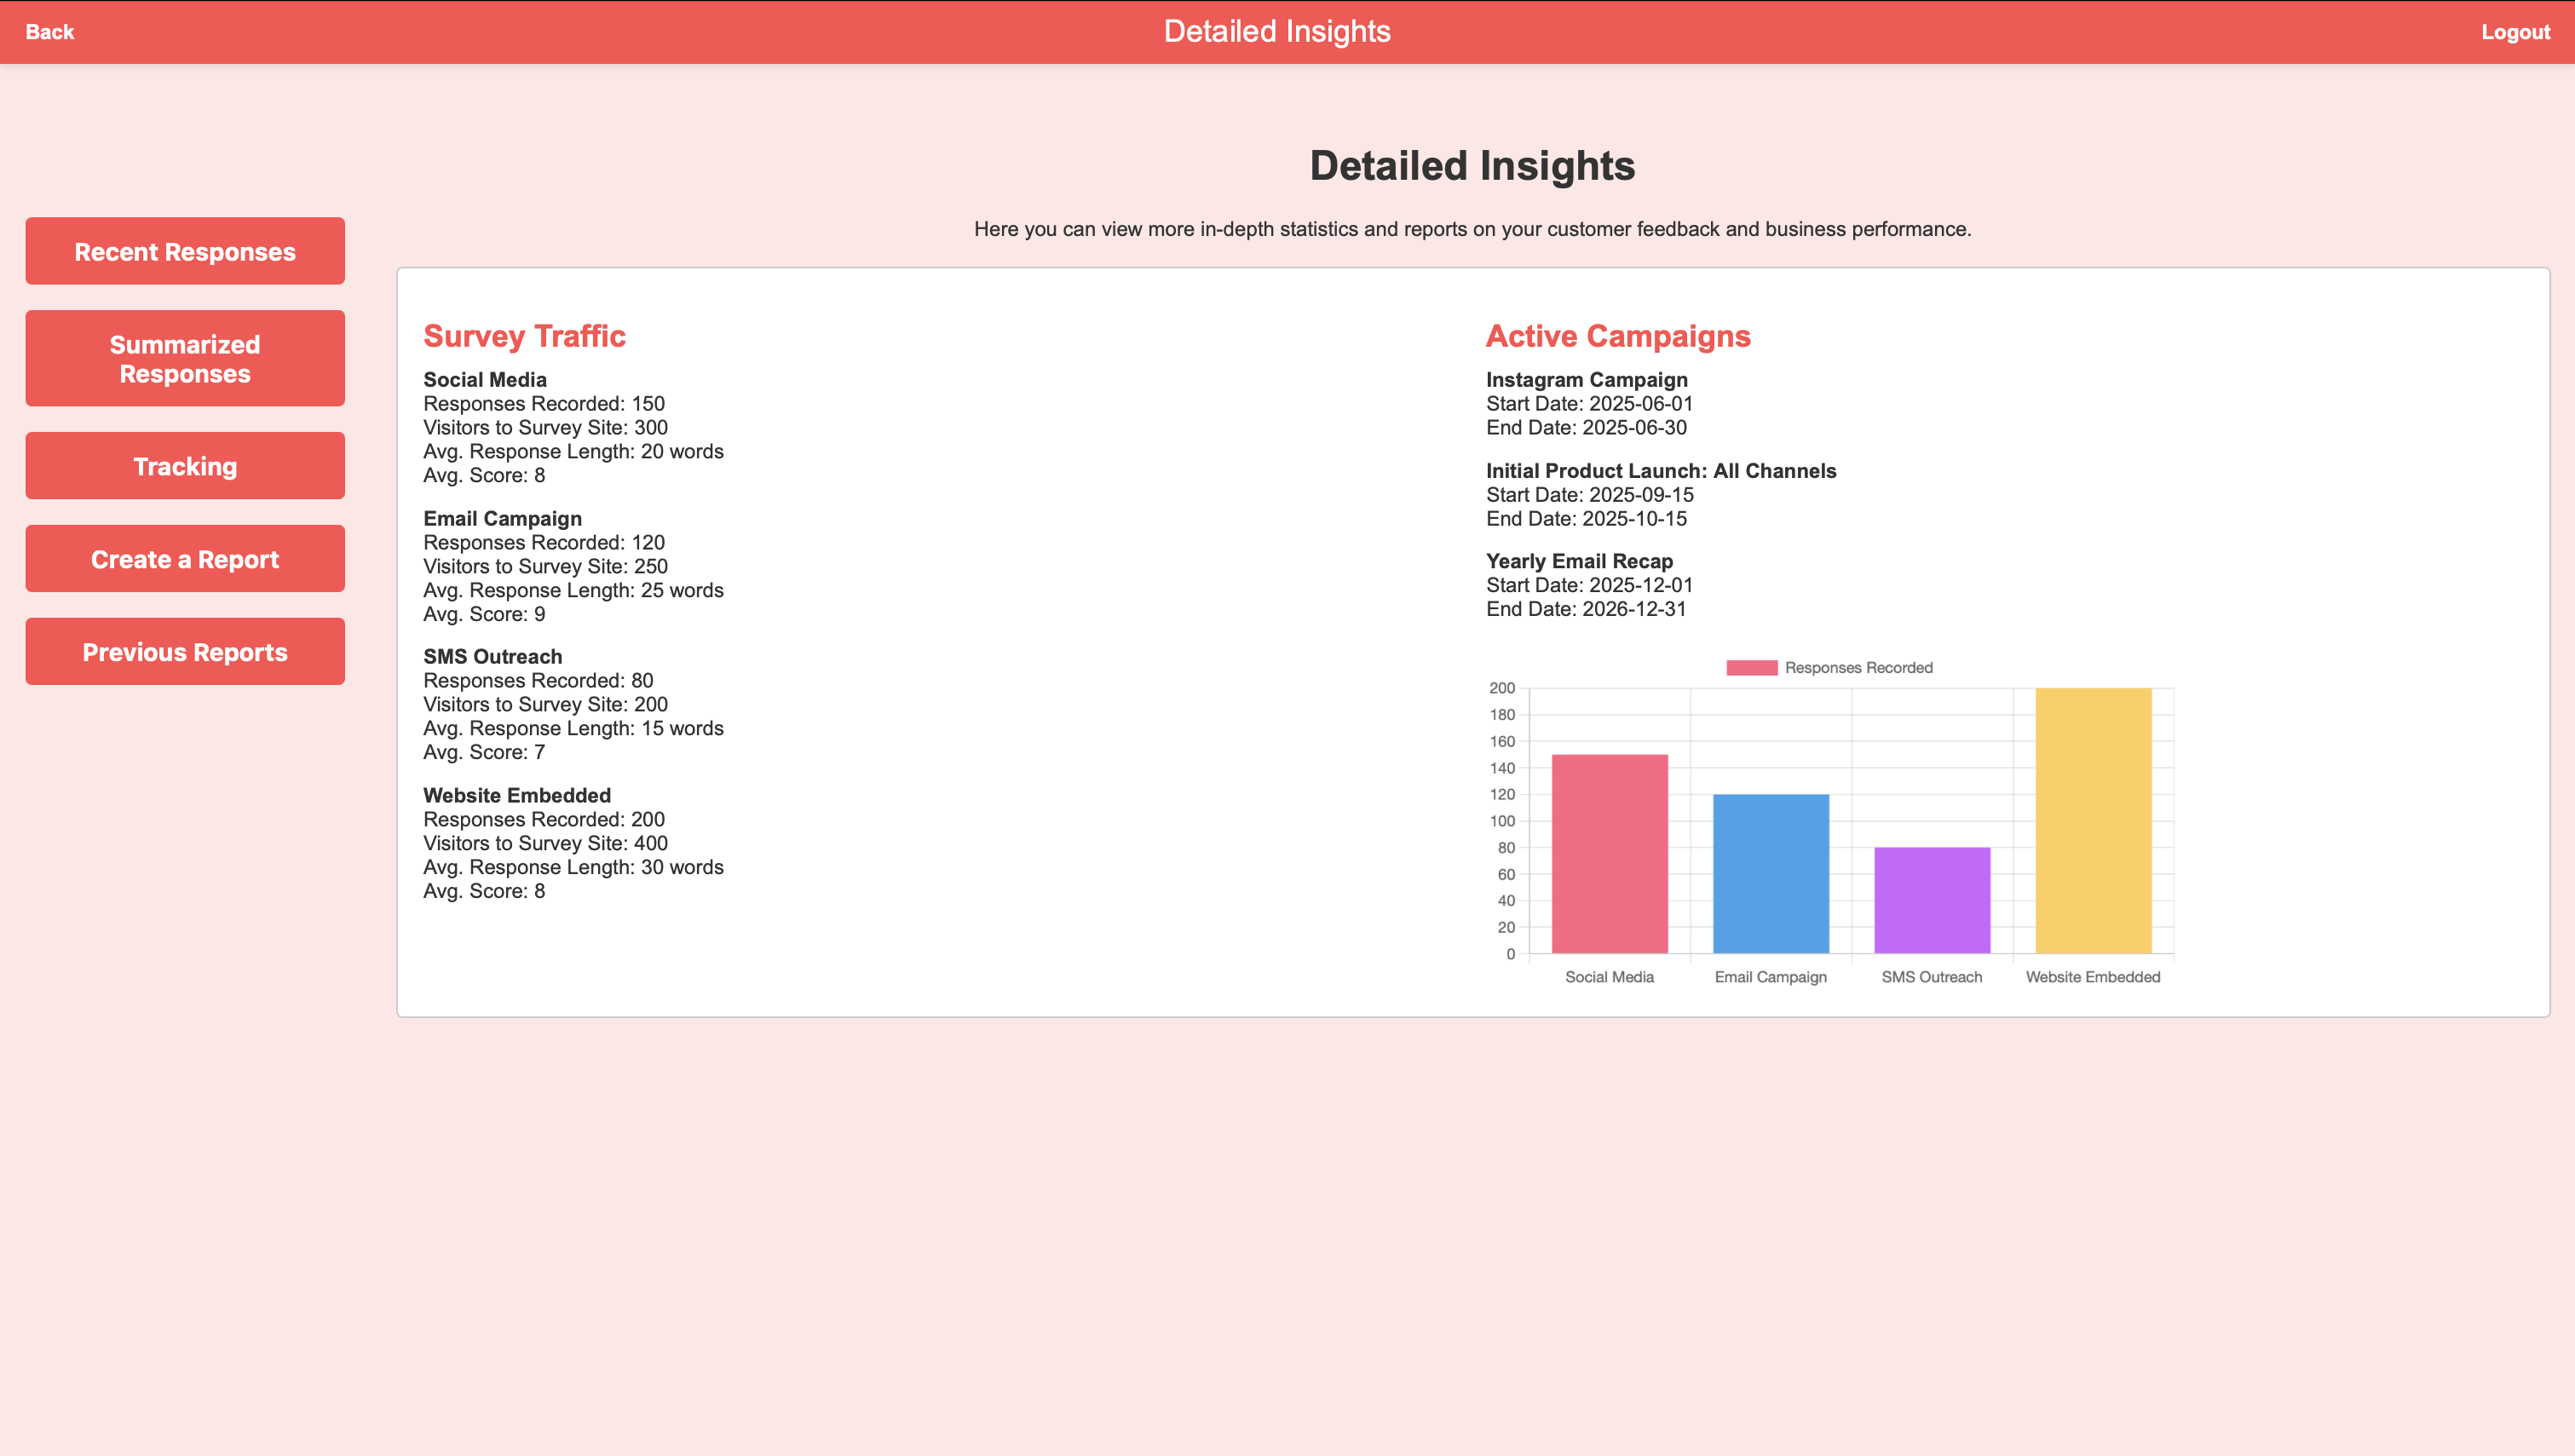 Back
Detailed Insights
Logout
Detailed Insights
Here you can view more in-depth statistics and reports on your customer feedback and business performance.
Recent Responses
Summarized
Responses
Tracking
Create a Report
Previous Reports
Survey Traffic
Social Media
Responses Recorded: 150
Visitors to Survey Site: 300
Avg. Response Length: 20 words
Avg. Score: 8
Email Campaign
Responses Recorded: 120
Visitors to Survey Site: 250
Avg. Response Length: 25 words
Avg. Score: 9
SMS Outreach
Responses Recorded: 80
Visitors to Survey Site: 200
Avg. Response Length: 15 words
Avg. Score: 7
Website Embedded
Responses Recorded: 200
Visitors to Survey Site: 400
Avg. Response Length: 30 words
Avg. Score: 8
Active Campaigns
Instagram Campaign
Start Date: 2025-06-01
End Date: 2025-06-30
Initial Product Launch: All Channels
Start Date: 2025-09-15
End Date: 2025-10-15
Yearly Email Recap
Start Date: 2025-12-01
End Date: 2026-12-31
Responses Recorded
200
180
160
140
120
100
80
60
40
20
0
Social Media
Email Campaign
SMS Outreach
Website Embedded